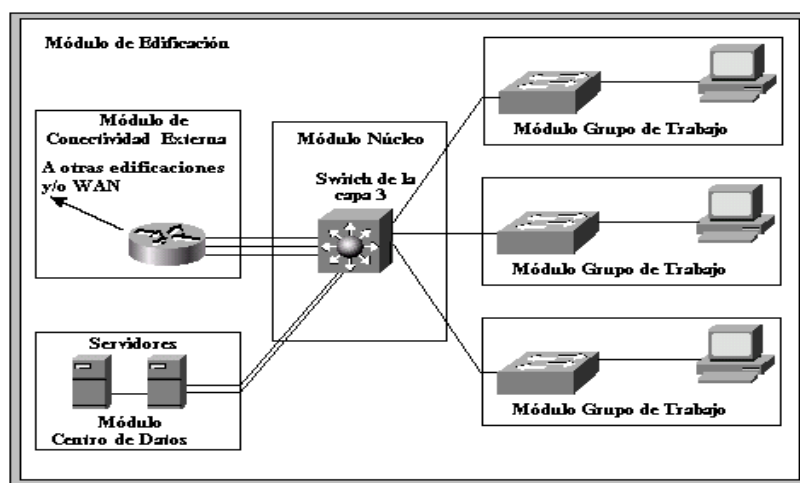 Módulo de Edificación
Módulo de
Conectividad Externa
A otras edificaciones
y/o WAN
Módulo Núcleo
Switch de la
capa 3
Módulo Grupo de Trabajo
Módulo Grupo de Trabajo
Módulo Grupo de Trabajo
Servidores
Módulo
Centro de Datos